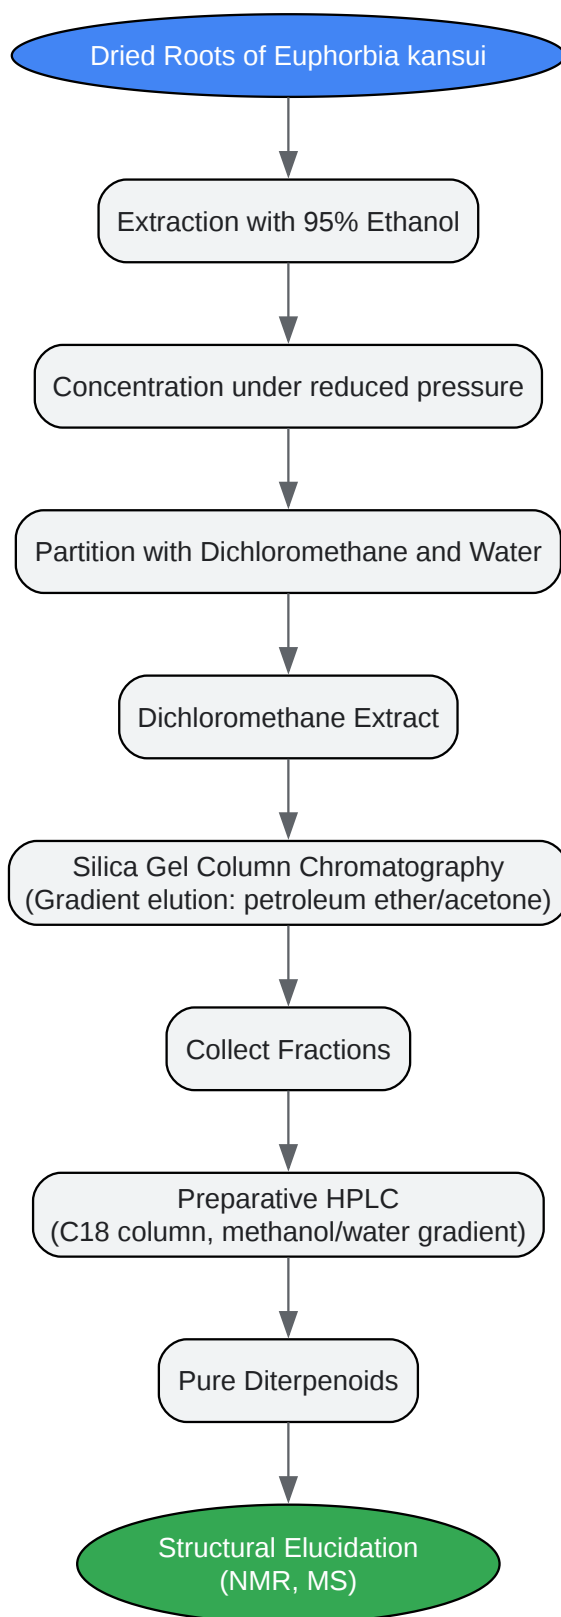 Dried Roots of Euphorbia kansui
Extraction with 95% Ethanol
Concentration under reduced pressure
Partition with Dichloromethane and Water
Dichloromethane Extract
Silica Gel Column Chromatography
(Gradient elution: petroleum ether/acetone)
Collect Fractions
Preparative HPLC
(C18 column, methanol/water gradient)
Pure Diterpenoids
Structural Elucidation
(NMR, MS)